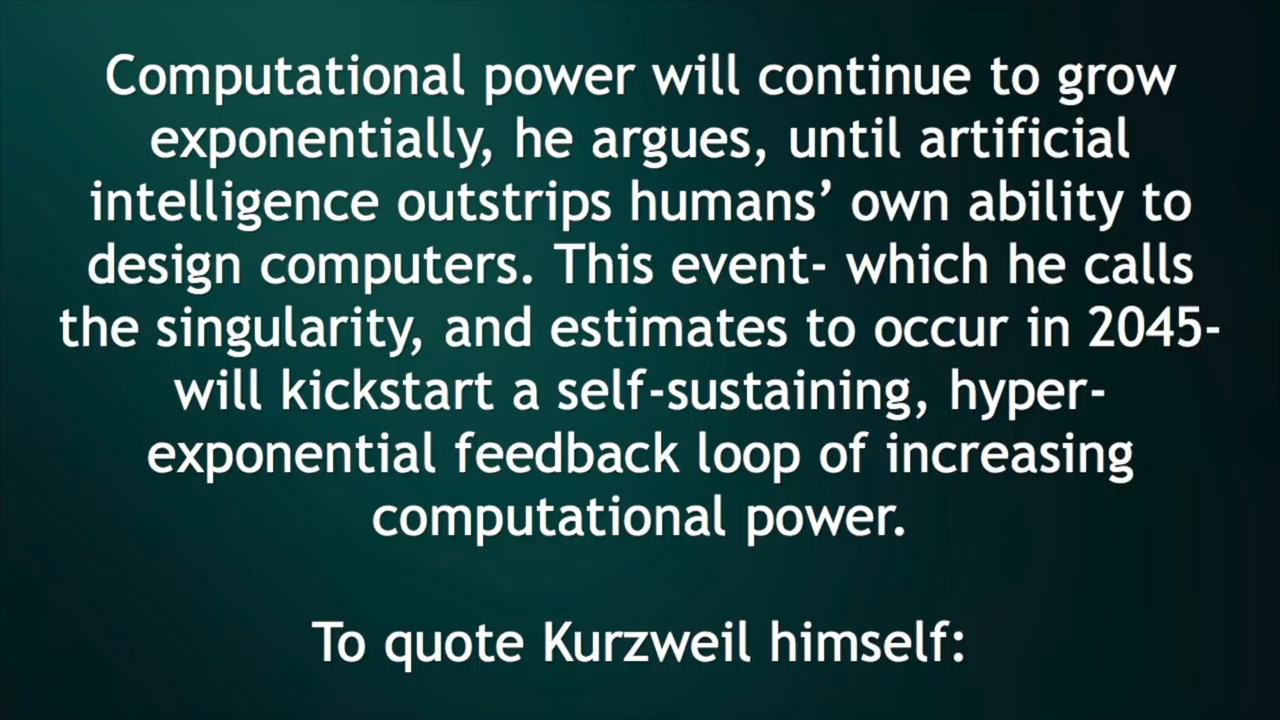 Computational power will continue to grow
exponentially, he argues, until artificial
intelligence outstrips humans’ own ability to
design computers. This event- which he calls
the singularity, and estimates to occur in 2045-
will kickstart a self-sustaining, hyper-
exponential feedback loop of increasing
computational power.
To quote Kurzweil himself: